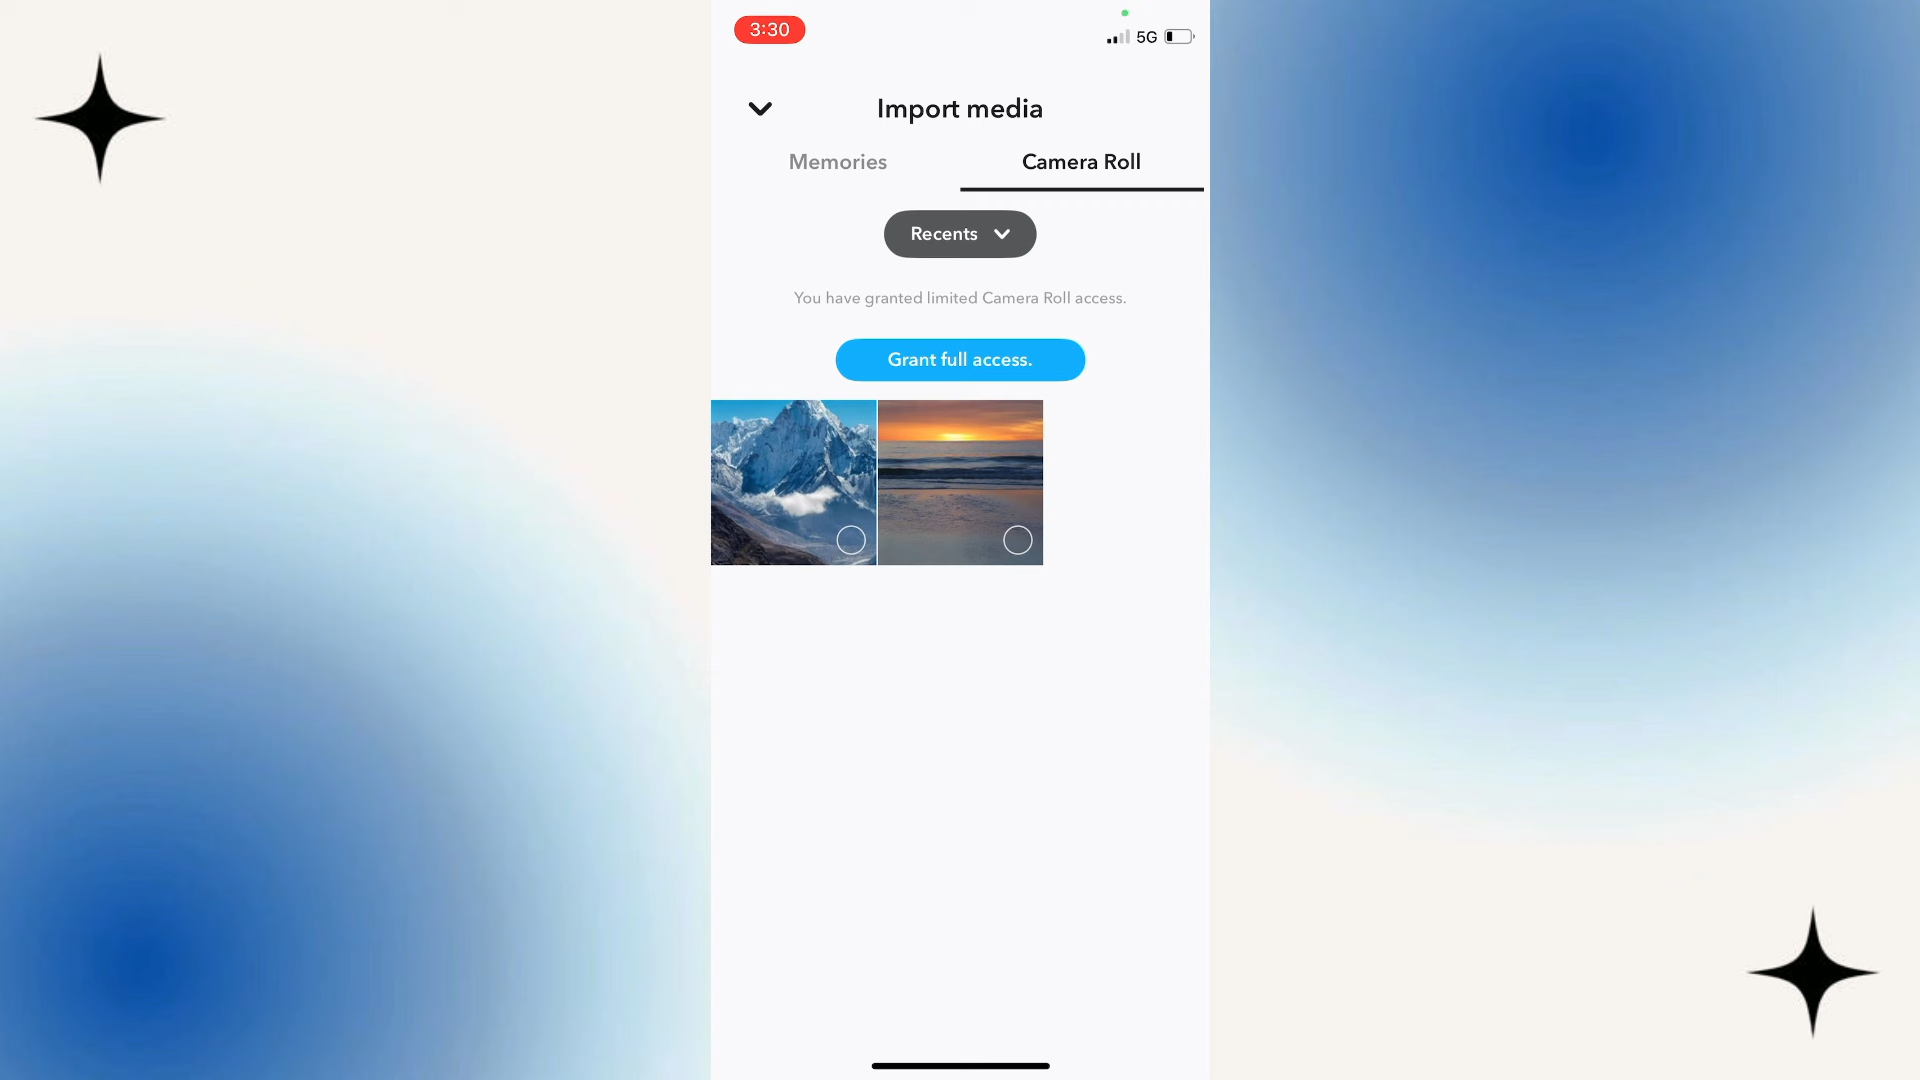 3:30
5G
Import media
Memories
Camera Roll
Recents
You have granted limited Camera Roll access.
Grant full access.